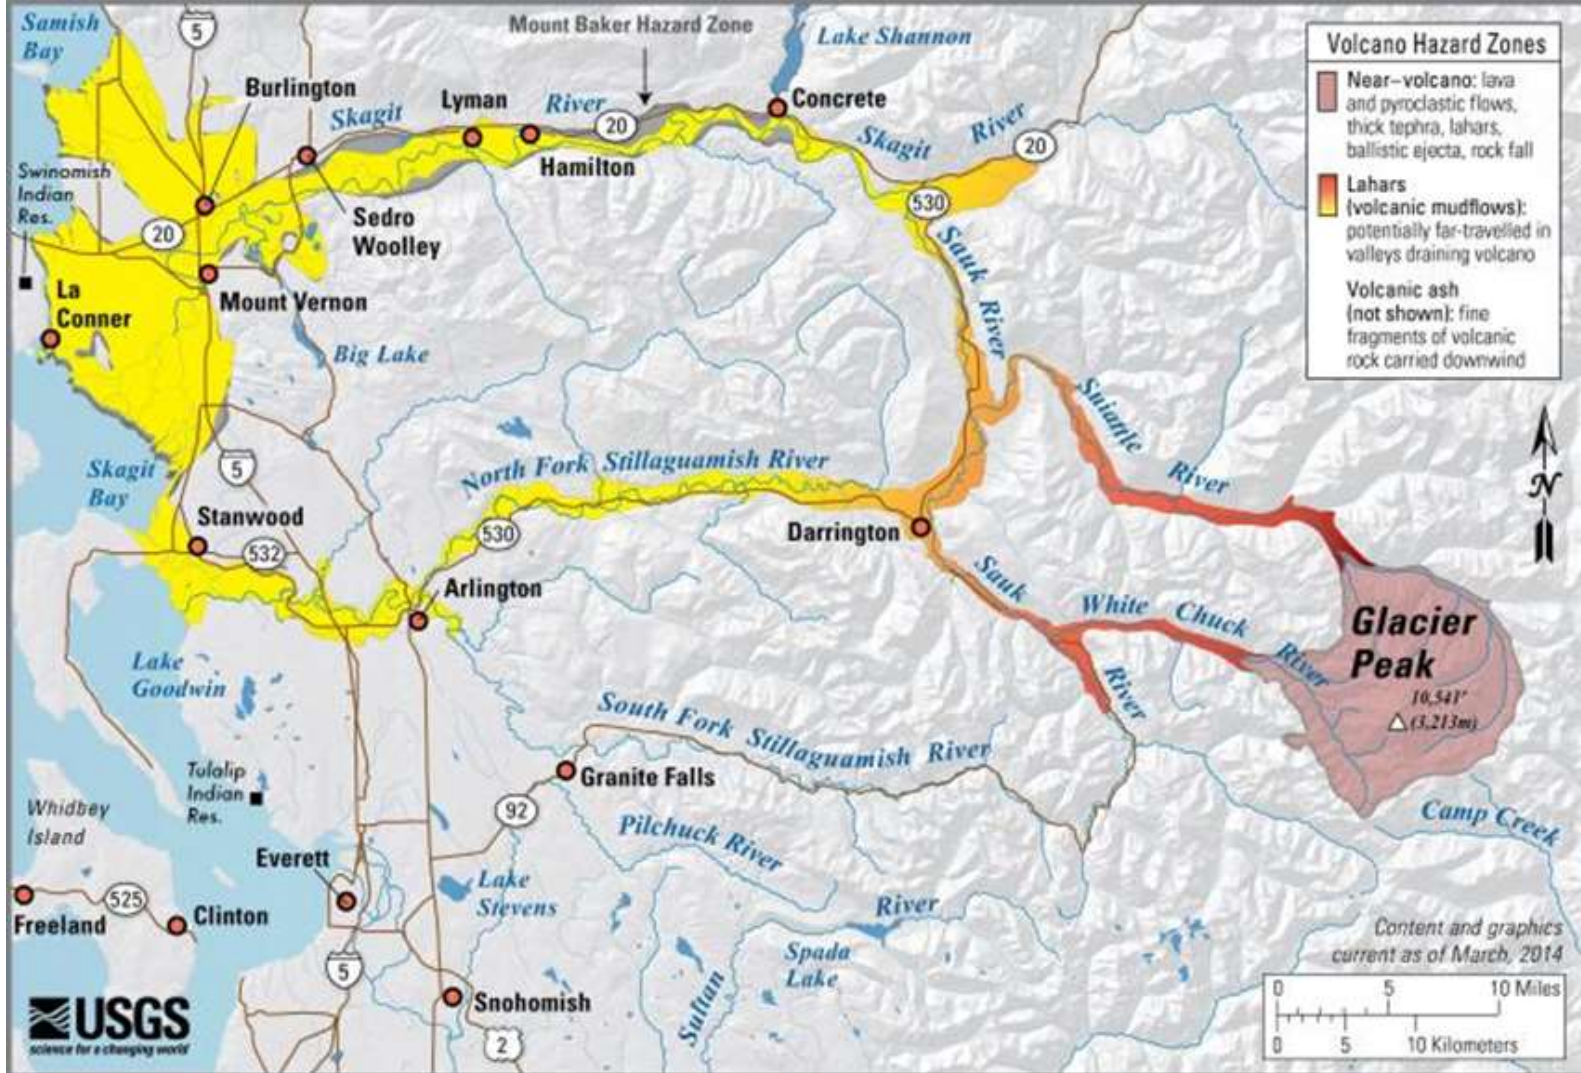 Samish
Bay
5
Mount Baker Hazard Zone
Lake Shannon
Burlington
Skagit
Lyman
River
20
Concrete
Skagit
River
20
Hamilton
Swinomish
Indian
Res.
20
Sedro
Woolley
530
La
Conner
Mount Vernon
Big Lake
Sauk
River
Suiattle
River
Skagit
Bay
5
North Fork Stillaguamish River
Stanwood
532
530
Darrington
Arlington
Sauk
River
White Chuck
River
Glacier
Peak
10,541'
(3,213m)
Lake
Goodwin
South Fork Stillaguamish River
Tulalip
Indian
Res.
Granite Falls
92
Whidbey
Island
Pilchuck River
Camp Creek
Everett
Lake
Stevens
525
Freeland
Clinton
River
Spada
Lake
Sultan
5
Snohomish
2
Volcano Hazard Zones
Near–volcano: lava
and pyroclastic flows,
thick tephra, lahars,
ballistic ejecta, rock fall
Lahars
(volcanic mudflows):
potentially far-travelled in
valleys draining volcano
Volcanic ash
(not shown): fine
fragments of volcanic
rock carried downwind
N
Content and graphics
current as of March, 2014
0 5 10 Miles
0 5 10 Kilometers
USGS
science for a changing world